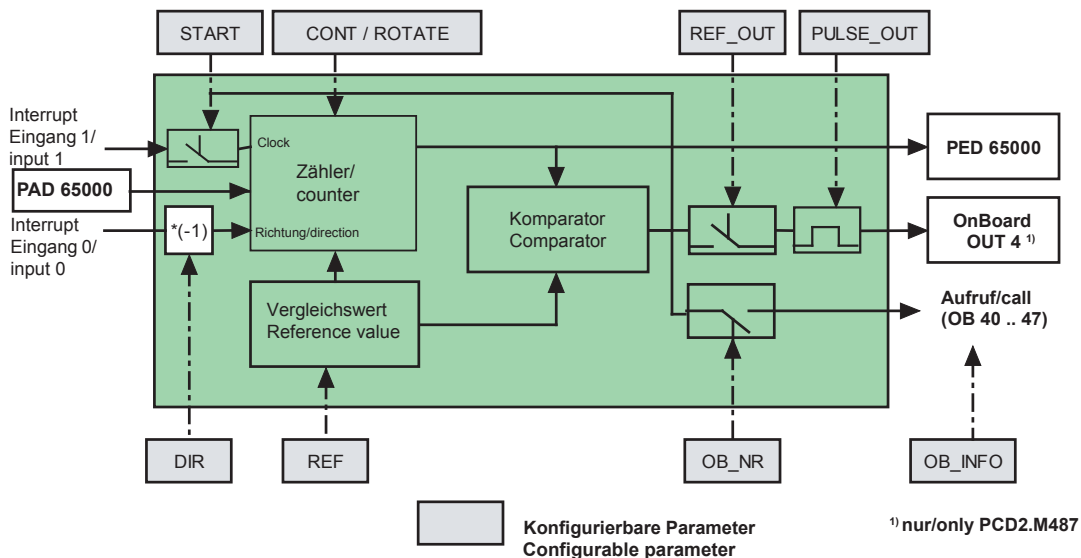 START
CONT / ROTATE
REF_OUT
PULSE_OUT
Interrupt
Eingang 1/
input 1
Clock
Zähler/
counter
PED 65000
PAD 65000
Komparator
Comparator
Interrupt
Eingang 0/
input 0
*(-1)
Richtung/direction
OnBoard
OUT 4 ¹⁾
Vergleichswert
Reference value
Aufruf/call
(OB 40 .. 47)
DIR
REF
OB_NR
OB_INFO
Konfigurierbare Parameter
Configurable parameter
¹⁾ nur/only PCD2.M487